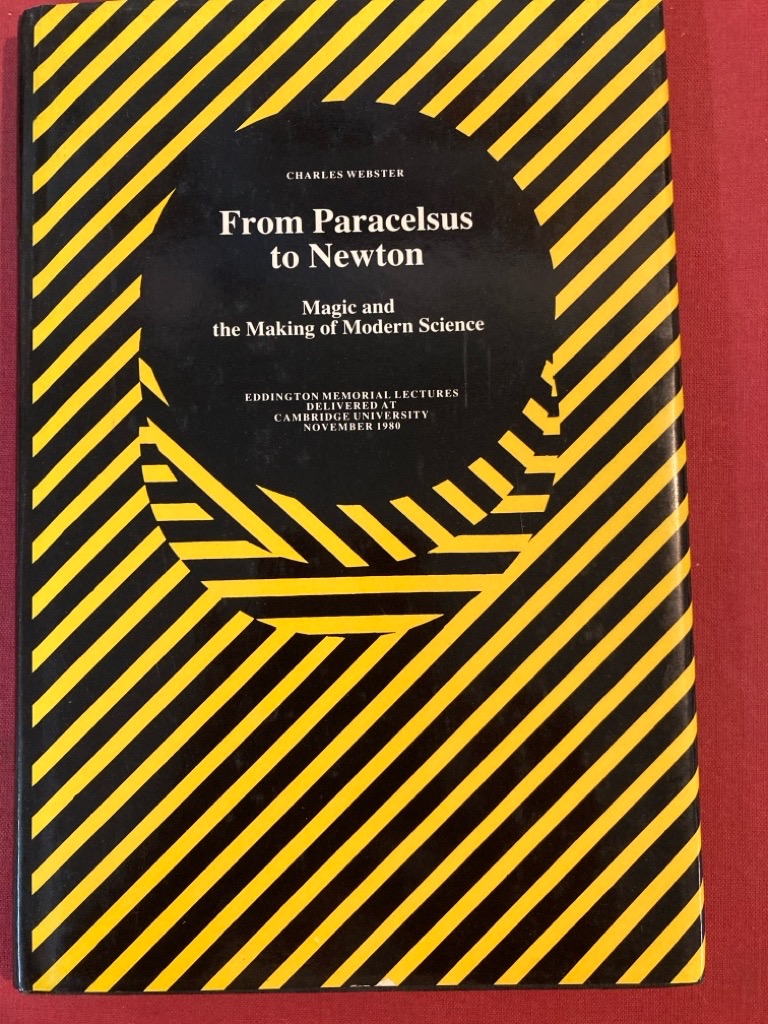 CHARLES WEBSTER
From Paracelsus
to Newton
Magic and
the Making of Modern Science
EDDINGTON MEMORIAL LECTURES
DELIVERED AT
CAMBRIDGE UNIVERSITY
NOVEMBER 1980